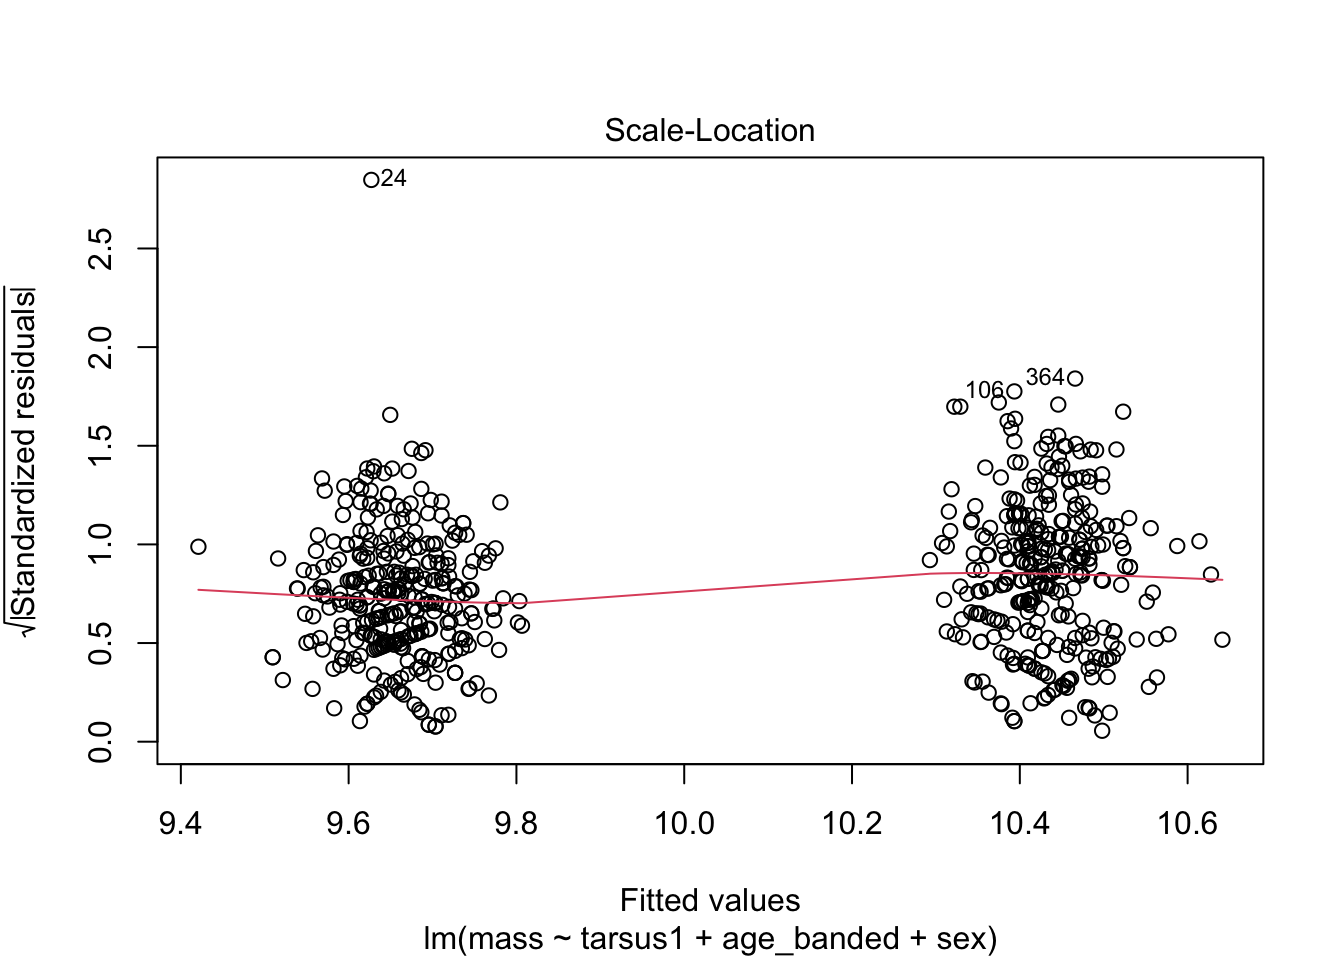 Scale-Location
24
106
364
√|Standardized residuals|
2.5
2.0
1.5
1.0
0.5
0.0
9.4 9.6 9.8 10.0 10.2 10.4 10.6
Fitted values
lm(mass ~ tarsus1 + age_banded + sex)